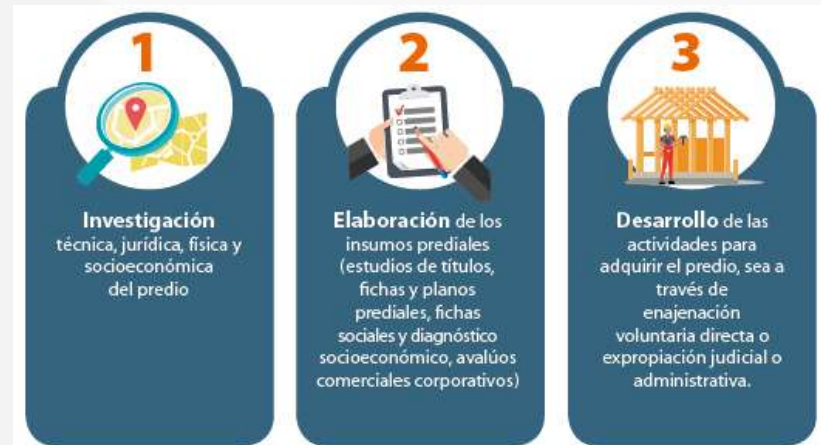 1
Investigación
técnica, jurídica, física y
socioeconómica
del predio
2
Elaboración de los
insumos prediales
(estudios de títulos,
fichas y planos
prediales, fichas
sociales y diagnóstico
socioeconómico, avalúos
comerciales corporativos)
3
Desarrollo de las
actividades para
adquirir el predio, sea a
través de
enajenación
voluntaria directa o
expropiación judicial o
administrativa.